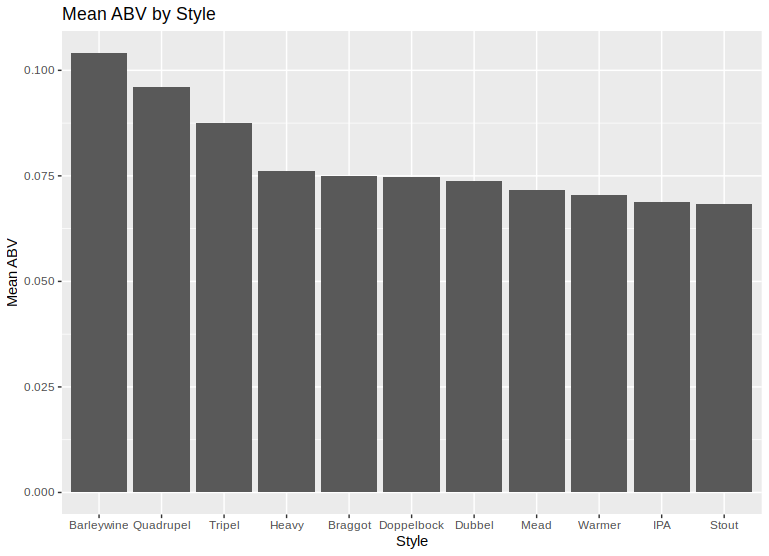 Mean ABV by Style
0.100
0.075
0.050
0.025
0.000
Mean ABV
Barleywine Quadrupel Tripel Heavy Braggot Doppelbock Dubbel Mead Warmer IPA Stout
Style